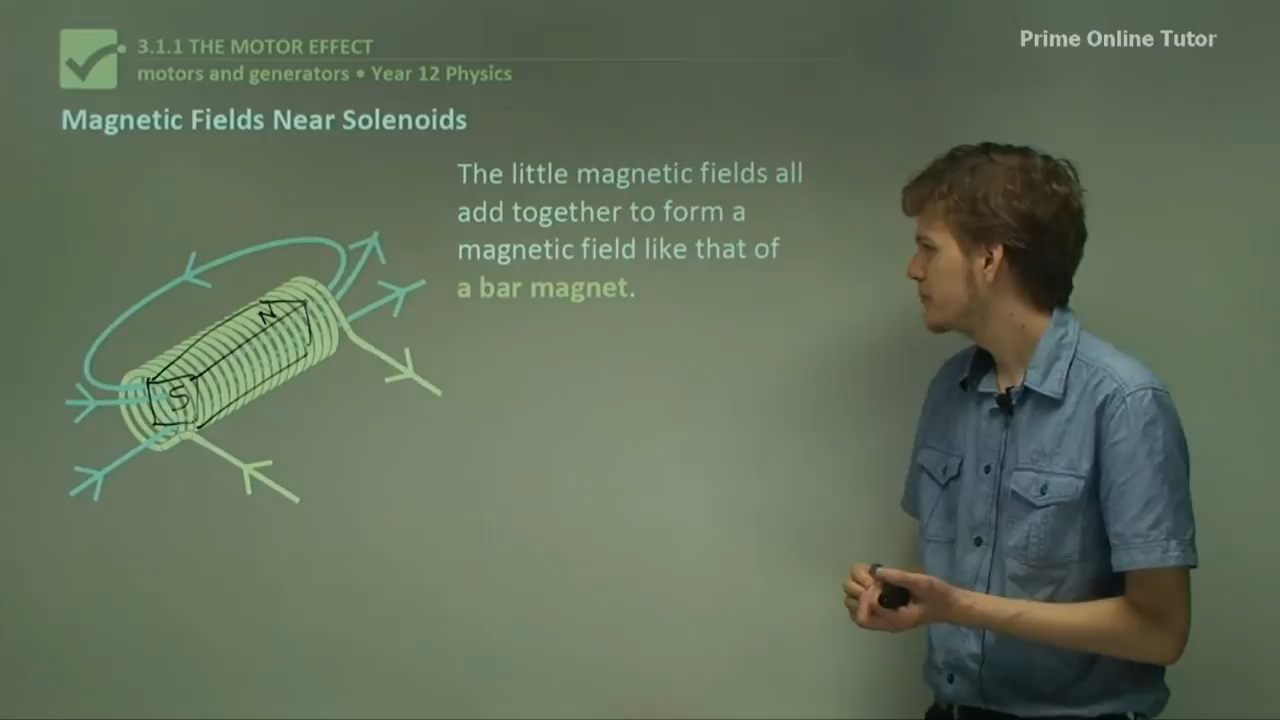 3.1.1 THE MOTOR EFFECT
motors and generators • Year 12 Physics
Prime Online Tutor
Magnetic Fields Near Solenoids
The little magnetic fields all
add together to form a
magnetic field like that of
a bar magnet.
N
S